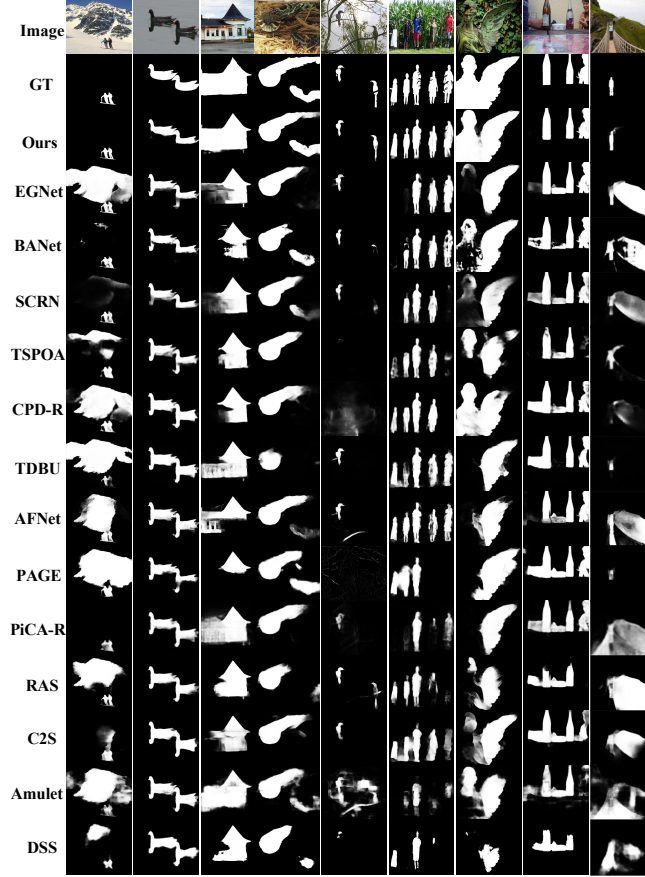 Image
GT
Ours
EGNet
BANet
SCRN
TSPOA
CPD-R
TDBU
AFNet
PAGE
PiCA-R
RAS
C2S
Amulet
DSS